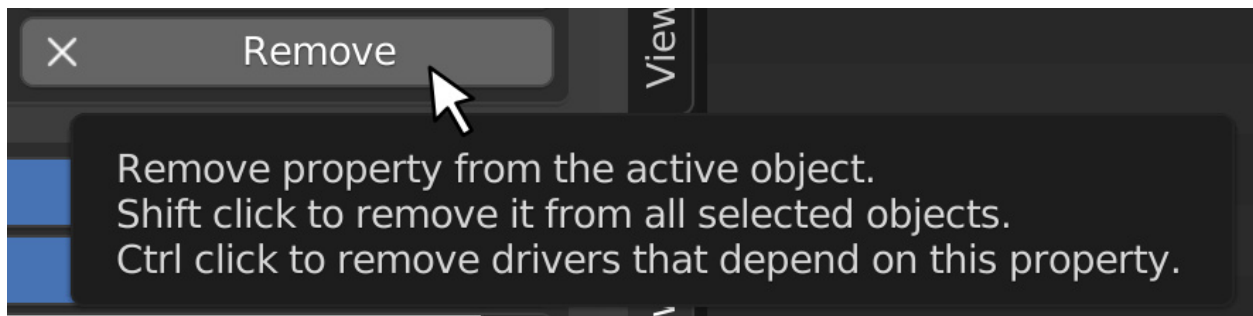 Remove
View
Remove property from the active object.
Shift click to remove it from all selected objects.
Ctrl click to remove drivers that depend on this property.